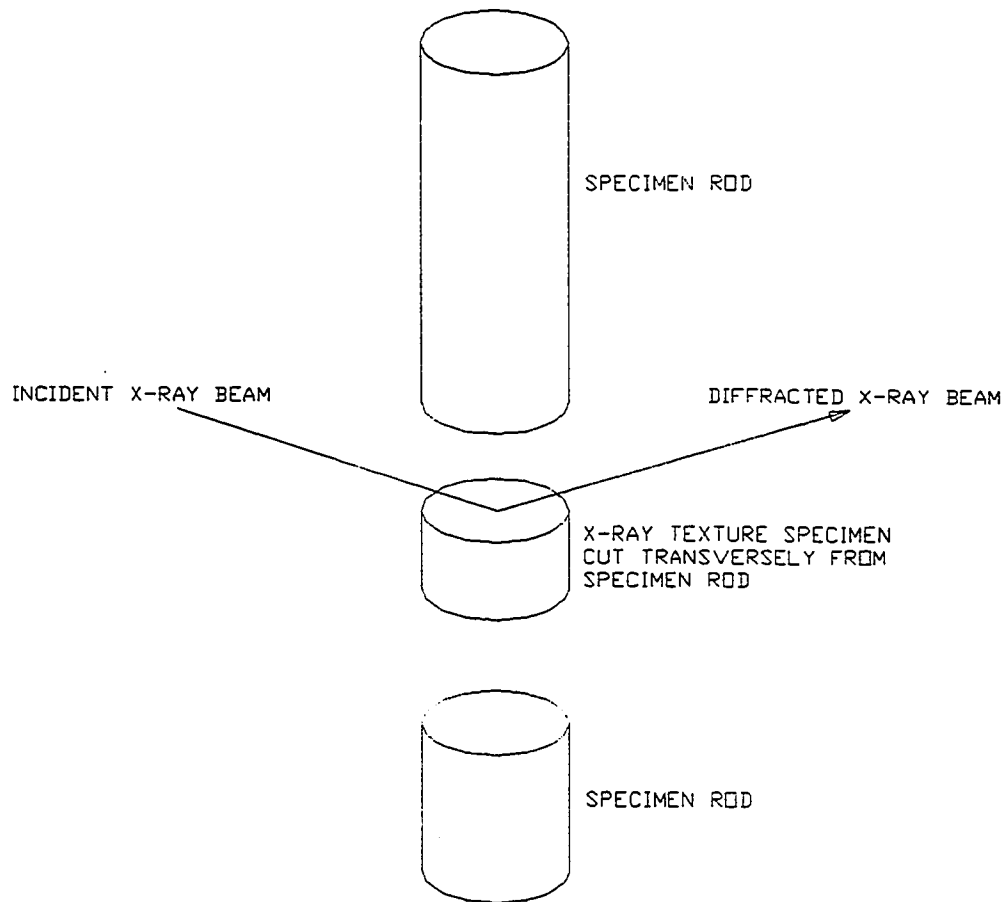 SPECIMEN ROD
INCIDENT X-RAY BEAM
DIFFRACTED X-RAY BEAM
X-RAY TEXTURE SPECIMEN
CUT TRANSVERSELY FROM
SPECIMEN ROD
SPECIMEN ROD